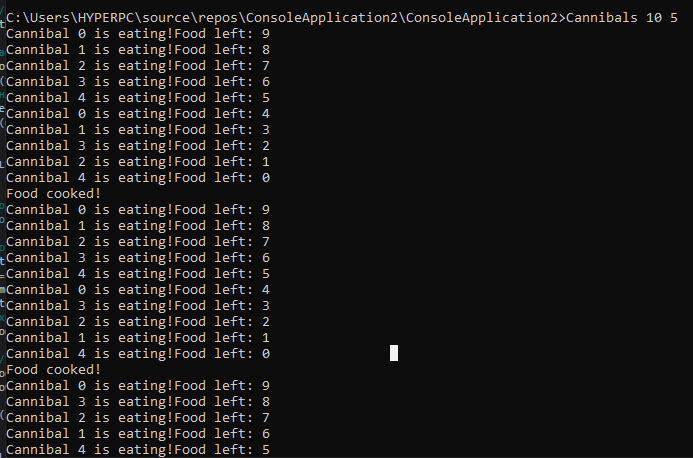 C:\Users\HYPERPC\source\repos\ConsoleApplication2\ConsoleApplication2>Cannibals 10 5
Cannibal 0 is eating!Food left: 9
Cannibal 1 is eating!Food left: 8
Cannibal 2 is eating!Food left: 7
Cannibal 3 is eating!Food left: 6
Cannibal 4 is eating!Food left: 5
Cannibal 0 is eating!Food left: 4
Cannibal 1 is eating!Food left: 3
Cannibal 3 is eating!Food left: 2
Cannibal 2 is eating!Food left: 1
Cannibal 4 is eating!Food left: 0
Food cooked!
Cannibal 0 is eating!Food left: 9
Cannibal 1 is eating!Food left: 8
Cannibal 2 is eating!Food left: 7
Cannibal 3 is eating!Food left: 6
Cannibal 4 is eating!Food left: 5
Cannibal 0 is eating!Food left: 4
Cannibal 3 is eating!Food left: 3
Cannibal 2 is eating!Food left: 2
Cannibal 1 is eating!Food left: 1
Cannibal 4 is eating!Food left: 0
Food cooked!
Cannibal 0 is eating!Food left: 9
Cannibal 3 is eating!Food left: 8
Cannibal 2 is eating!Food left: 7
Cannibal 1 is eating!Food left: 6
Cannibal 4 is eating!Food left: 5